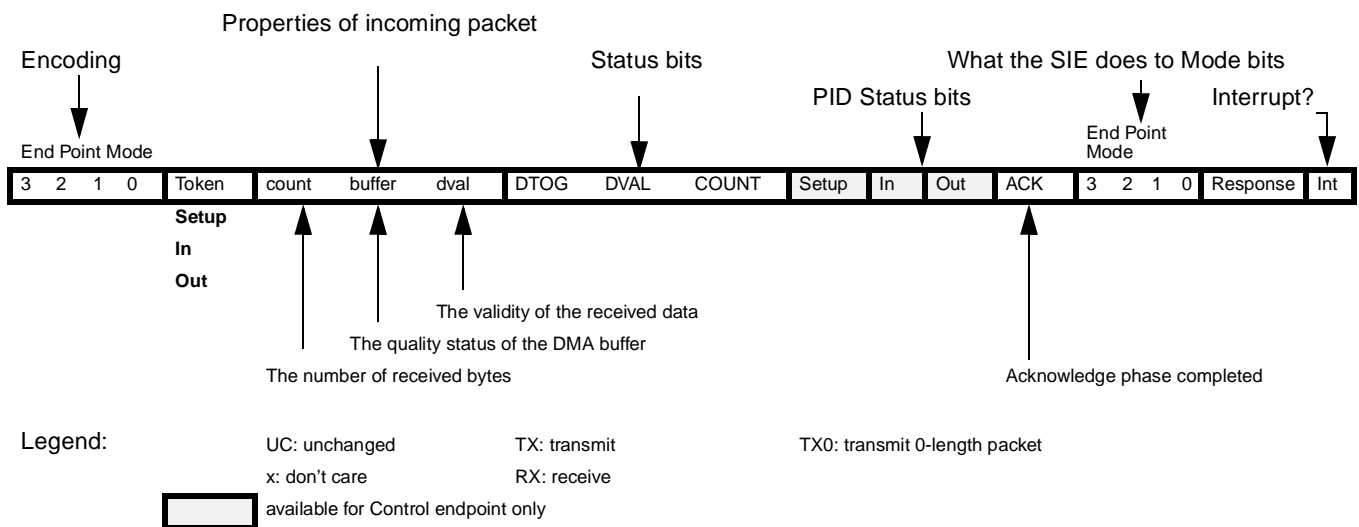 Properties of incoming packet
Encoding
Status bits
What the SIE does to Mode bits
PID Status bits
Interrupt?
End Point Mode
End Point
Mode
3 2 1 0 Token count buffer dval DTOG DVAL COUNT Setup In Out ACK 3 2 1 0 Response Int
Setup
In
Out
The validity of the received data
The quality status of the DMA buffer
The number of received bytes
Acknowledge phase completed
Legend:
UC: unchanged
TX: transmit
TX0: transmit 0-length packet
x: don't care
RX: receive
available for Control endpoint only